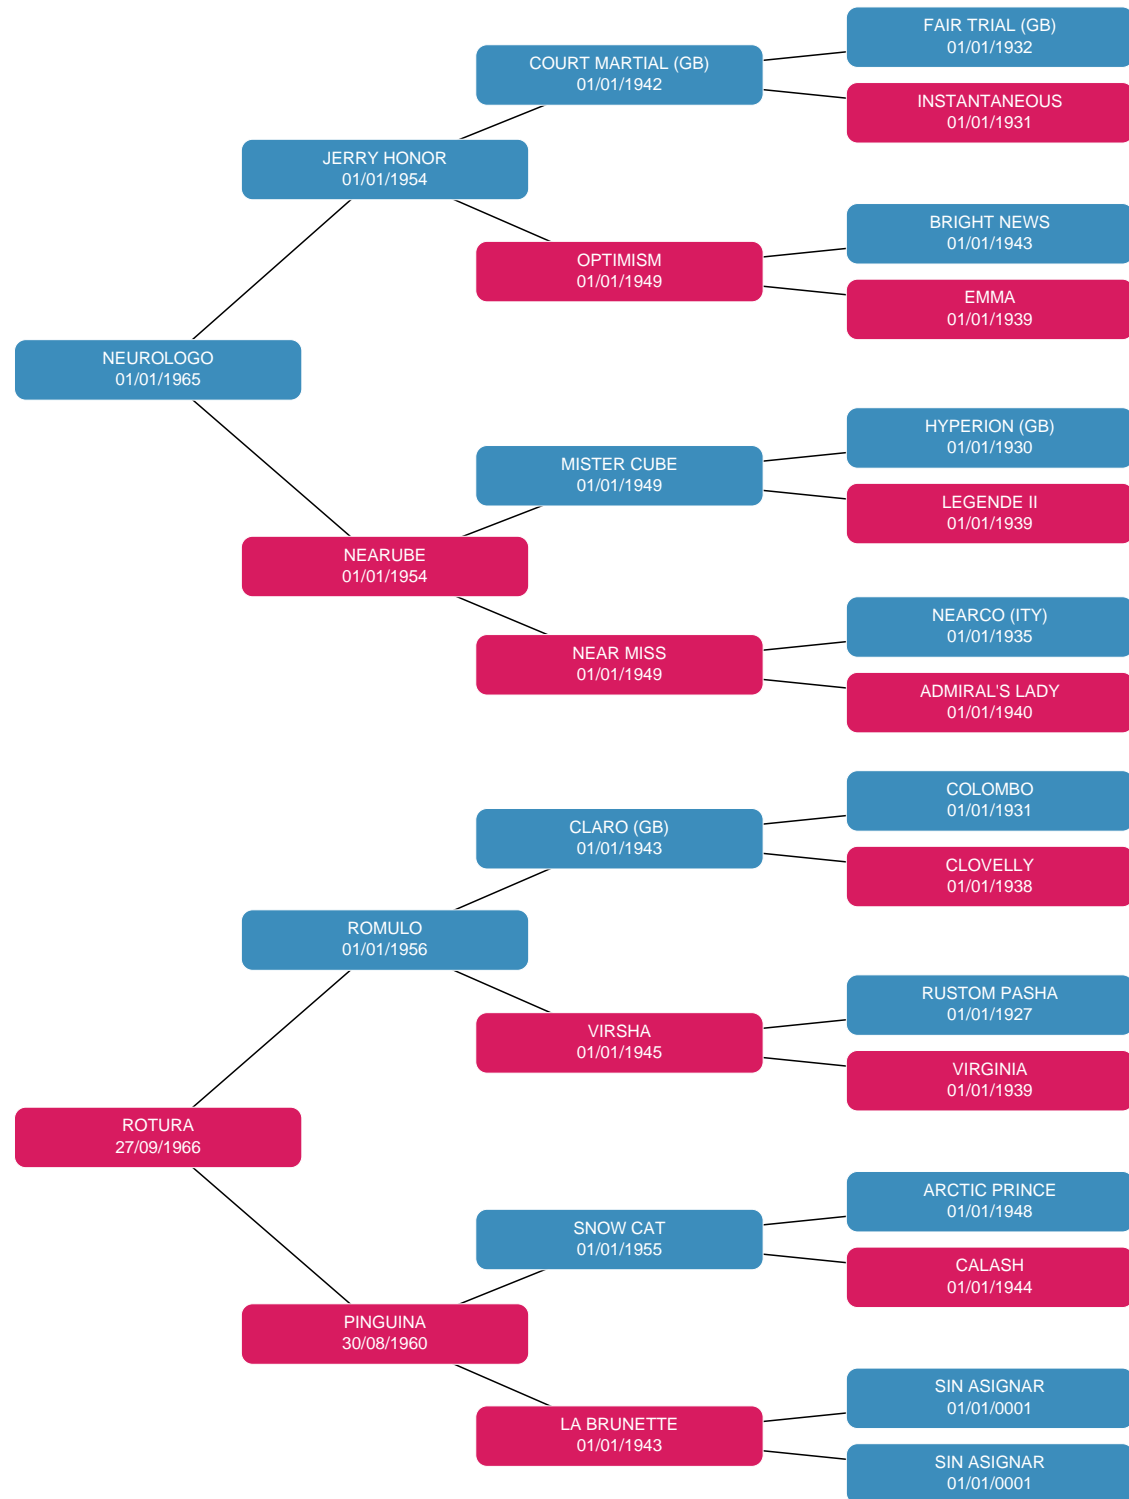 FAIR TRIAL (GB)
01/01/1932
COURT MARTIAL (GB)
01/01/1942
INSTANTANEOUS
01/01/1931
JERRY HONOR
01/01/1954
BRIGHT NEWS
01/01/1943
OPTIMISM
01/01/1949
EMMA
01/01/1939
NEUROLOGO
01/01/1965
HYPERION (GB)
01/01/1930
MISTER CUBE
01/01/1949
LEGENDE II
01/01/1939
NEARUBE
01/01/1954
NEARCO (ITY)
01/01/1935
NEAR MISS
01/01/1949
ADMIRAL'S LADY
01/01/1940
COLOMBO
01/01/1931
CLARO (GB)
01/01/1943
CLOVELLY
01/01/1938
ROMULO
01/01/1956
RUSTOM PASHA
01/01/1927
VIRSHA
01/01/1945
VIRGINIA
01/01/1939
ROTURA
27/09/1966
ARCTIC PRINCE
01/01/1948
SNOW CAT
01/01/1955
CALASH
01/01/1944
PINGUINA
30/08/1960
SIN ASIGNAR
01/01/0001
LA BRUNETTE
01/01/1943
SIN ASIGNAR
01/01/0001